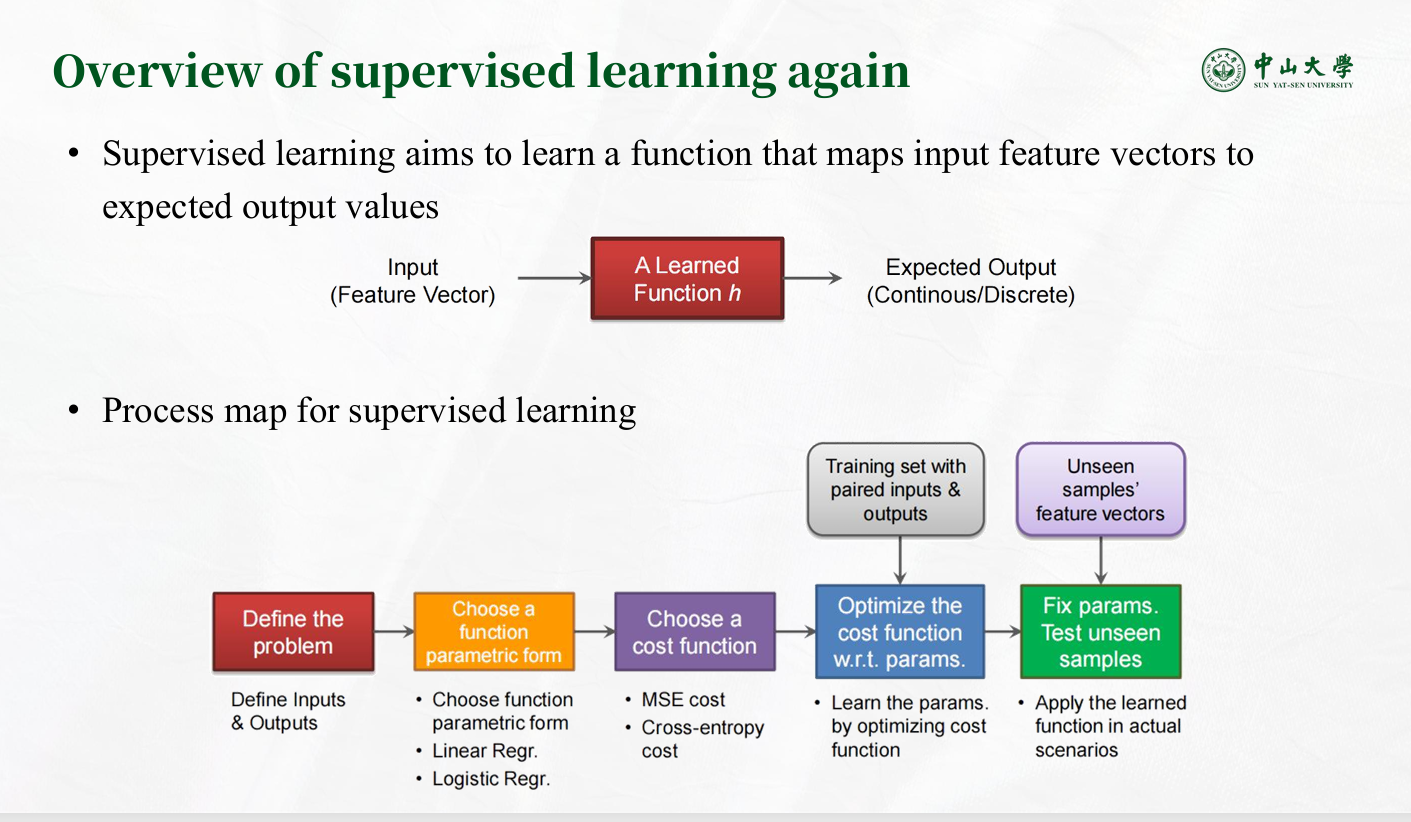 Overview of supervised learning again
中山大學
SUN YAT-SEN UNIVERSITY
• Supervised learning aims to learn a function that maps input feature vectors to
expected output values
Input
(Feature Vector)
A Learned
Function h
Expected Output
(Continous/Discrete)
• Process map for supervised learning
Training set with
paired inputs &
outputs
Unseen
samples’
feature vectors
Define the
problem
Choose a
function
parametric form
Choose a
cost function
Optimize the
cost function
w.r.t. params.
Fix params.
Test unseen
samples
Define Inputs
& Outputs
• Choose function
parametric form
• Linear Regr.
• Logistic Regr.
• MSE cost
• Cross-entropy
cost
• Learn the params.
by optimizing cost
function
• Apply the learned
function in actual
scenarios